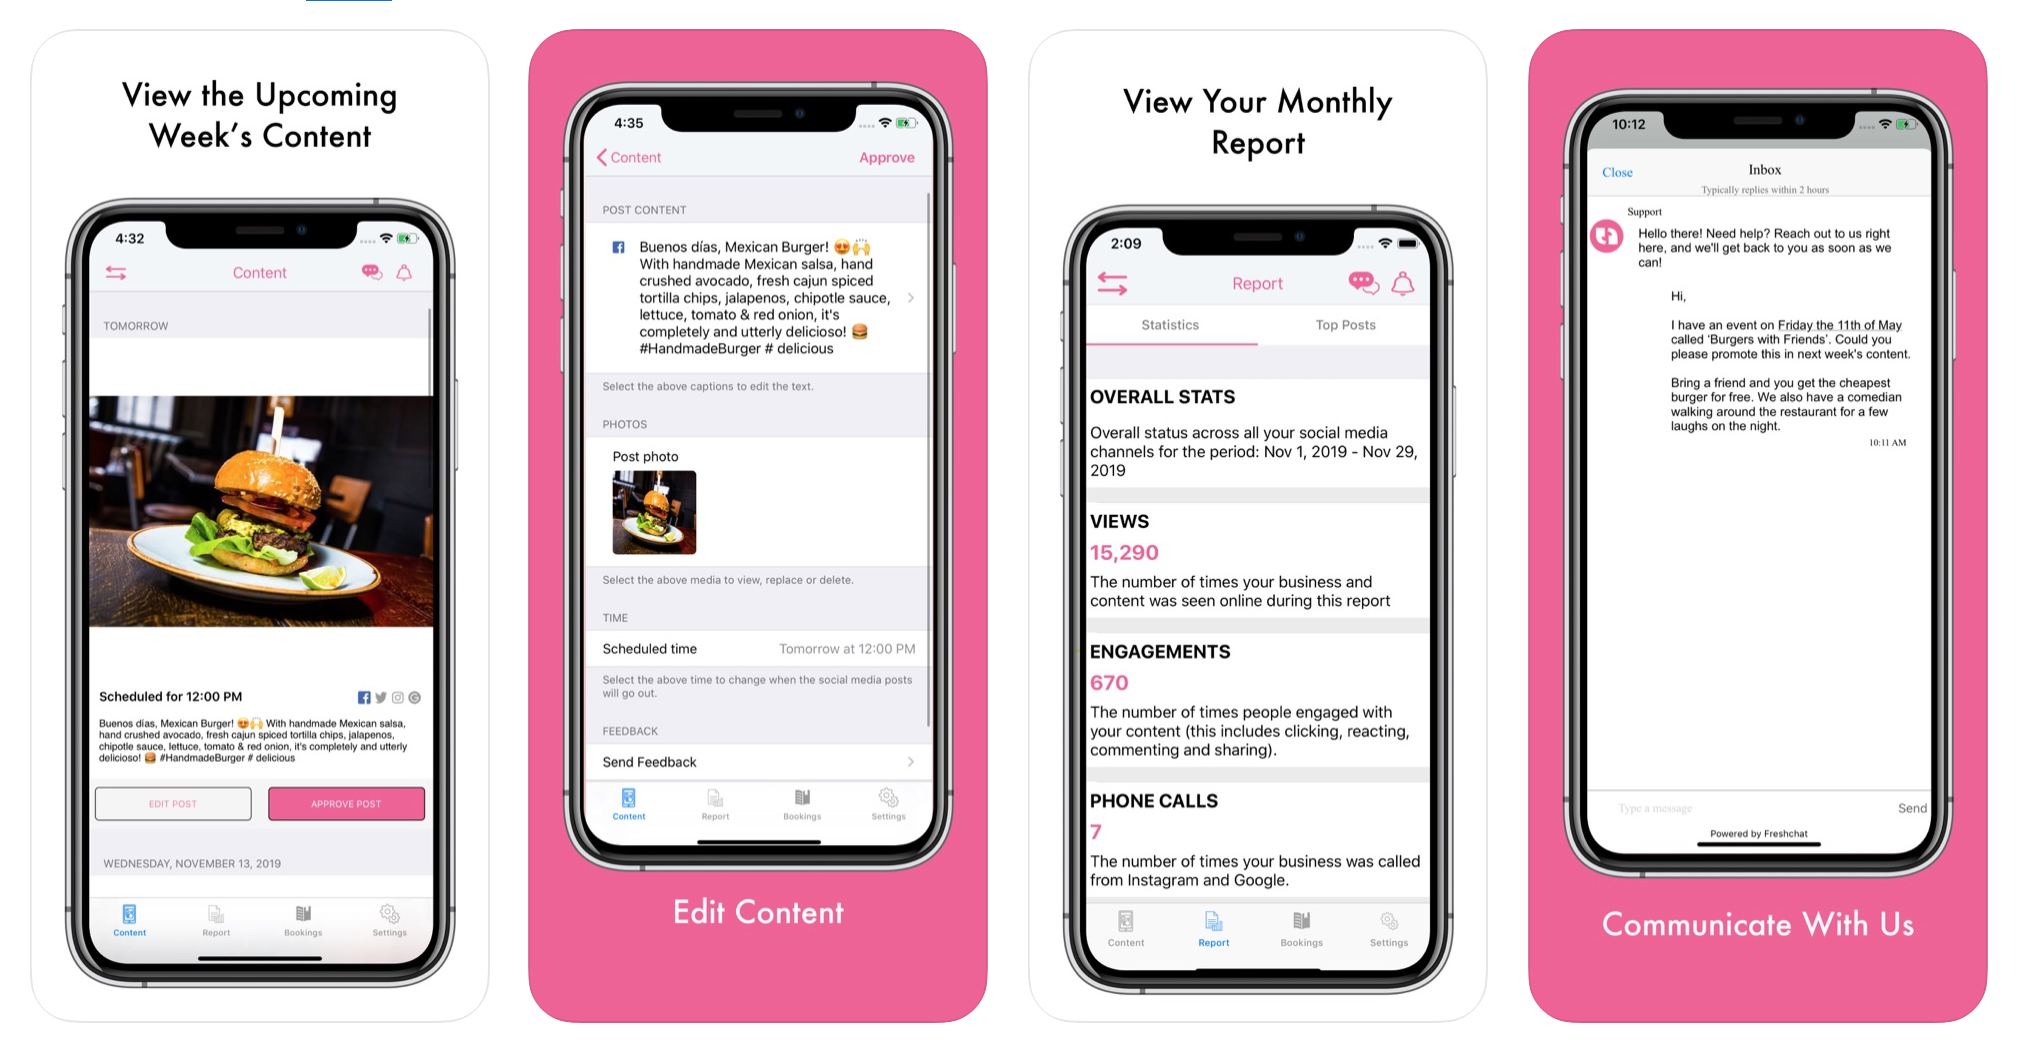 View the Upcoming
Week's Content
4:32
Content
TOMORROW
Scheduled for 12:00 PM
Buenos días, Mexican Burger! 😍🙌 With handmade Mexican salsa,
hand crushed avocado, fresh cajun spiced tortilla chips, jalapenos,
chipotle sauce, lettuce, tomato & red onion, it's completely and utterly
delicioso! 🍔 #HandmadeBurger # delicious
EDIT POST
APPROVE POST
WEDNESDAY, NOVEMBER 13, 2019
Content
Report
Bookings
Settings
4:35
Content
Approve
POST CONTENT
Buenos días, Mexican Burger! 😍🙌
With handmade Mexican salsa, hand
crushed avocado, fresh cajun spiced
tortilla chips, jalapenos, chipotle sauce,
lettuce, tomato & red onion, it's
completely and utterly delicioso! 🍔
#HandmadeBurger # delicious
Select the above captions to edit the text.
PHOTOS
Post photo
Select the above media to view, replace or delete.
TIME
Scheduled time
Tomorrow at 12:00 PM
Select the above time to change when the social media posts
will go out.
FEEDBACK
Send Feedback
Content
Report
Bookings
Settings
Edit Content
View Your Monthly
Report
2:09
Report
Statistics
Top Posts
OVERALL STATS
Overall status across all your social media
channels for the period: Nov 1, 2019 - Nov 29,
2019
VIEWS
15,290
The number of times your business and
content was seen online during this report
ENGAGEMENTS
670
The number of times people engaged with
your content (this includes clicking, reacting,
commenting and sharing).
PHONE CALLS
7
The number of times your business was called
from Instagram and Google.
Content
Report
Bookings
Settings
10:12
Close
Inbox
Typically replies within 2 hours
Support
Hello there! Need help? Reach out to us right
here, and we'll get back to you as soon as we
can!
Hi,
I have an event on Friday the 11th of May
called 'Burgers with Friends'. Could you
please promote this in next week's content.
Bring a friend and you get the cheapest
burger for free. We also have a comedian
walking around the restaurant for a few
laughs on the night.
10:11 AM
Type a message
Send
Powered by Freshchat
Communicate With Us